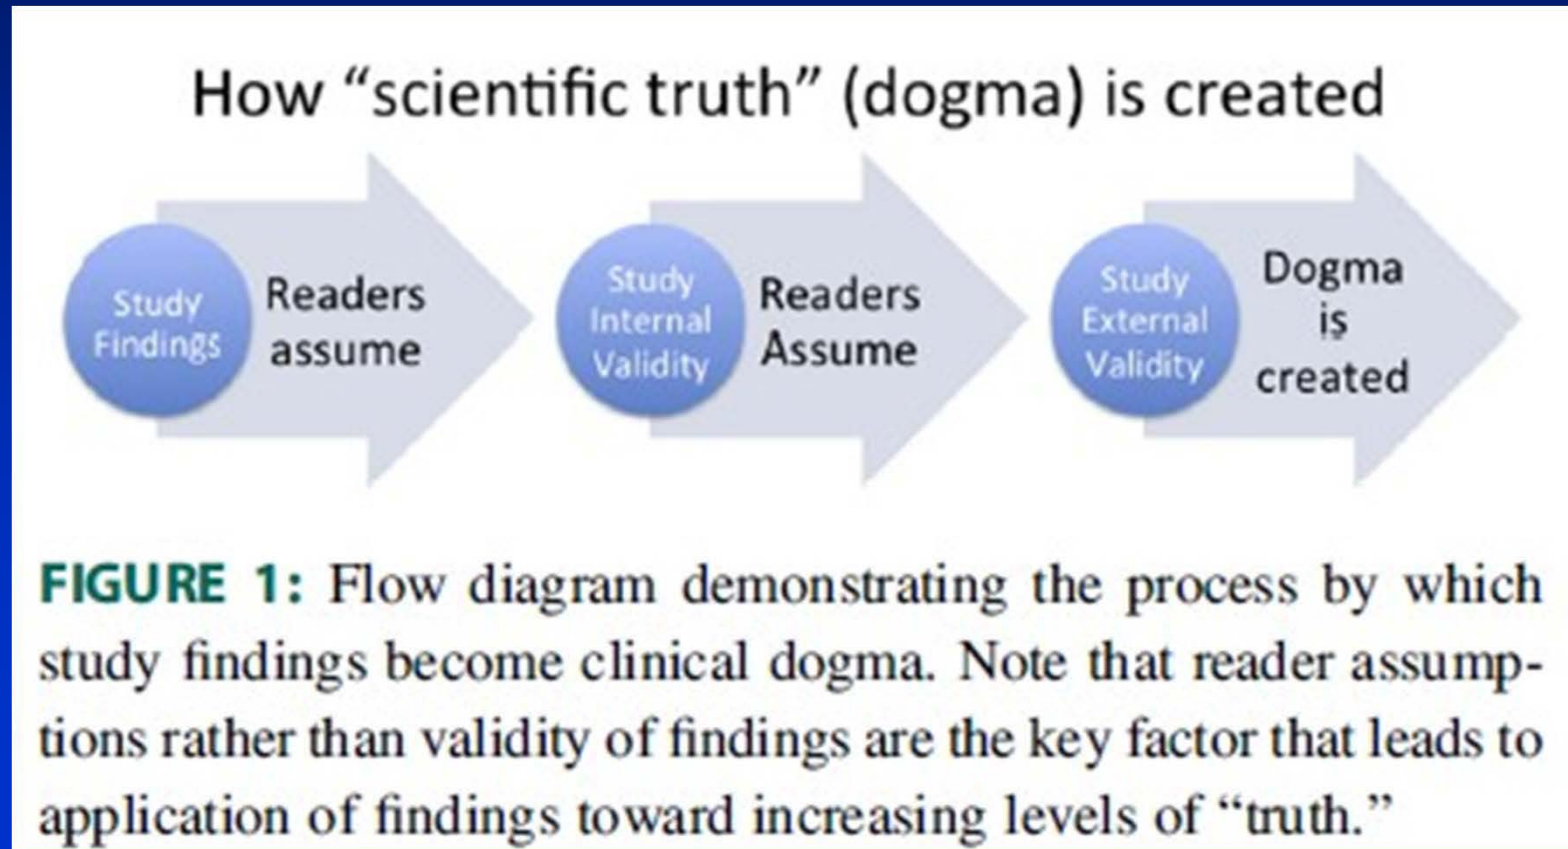 How “scientific truth” (dogma) is created
Study
Findings
Readers
assume
Study
Internal
Validity
Readers
Assume
Study
External
Validity
Dogma
is
created
FIGURE 1: Flow diagram demonstrating the process by which
study findings become clinical dogma. Note that reader assump-
tions rather than validity of findings are the key factor that leads to
application of findings toward increasing levels of “truth.”